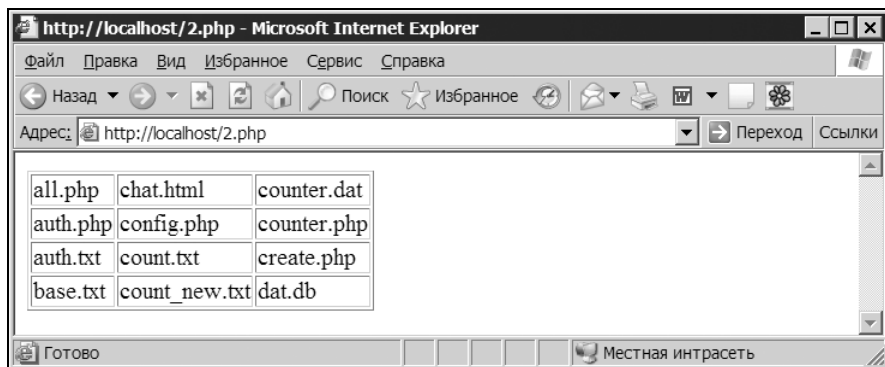 http://localhost/2.php - Microsoft Internet Explorer
Файл Правка Вид Избранное Сервис Справка
Назад Поиск Избранное
Адрес: http://localhost/2.php Переход Ссылки
all.php chat.html counter.dat
auth.php config.php counter.php
auth.txt count.txt create.php
base.txt count_new.txt dat.db
Готово Местная интрасеть